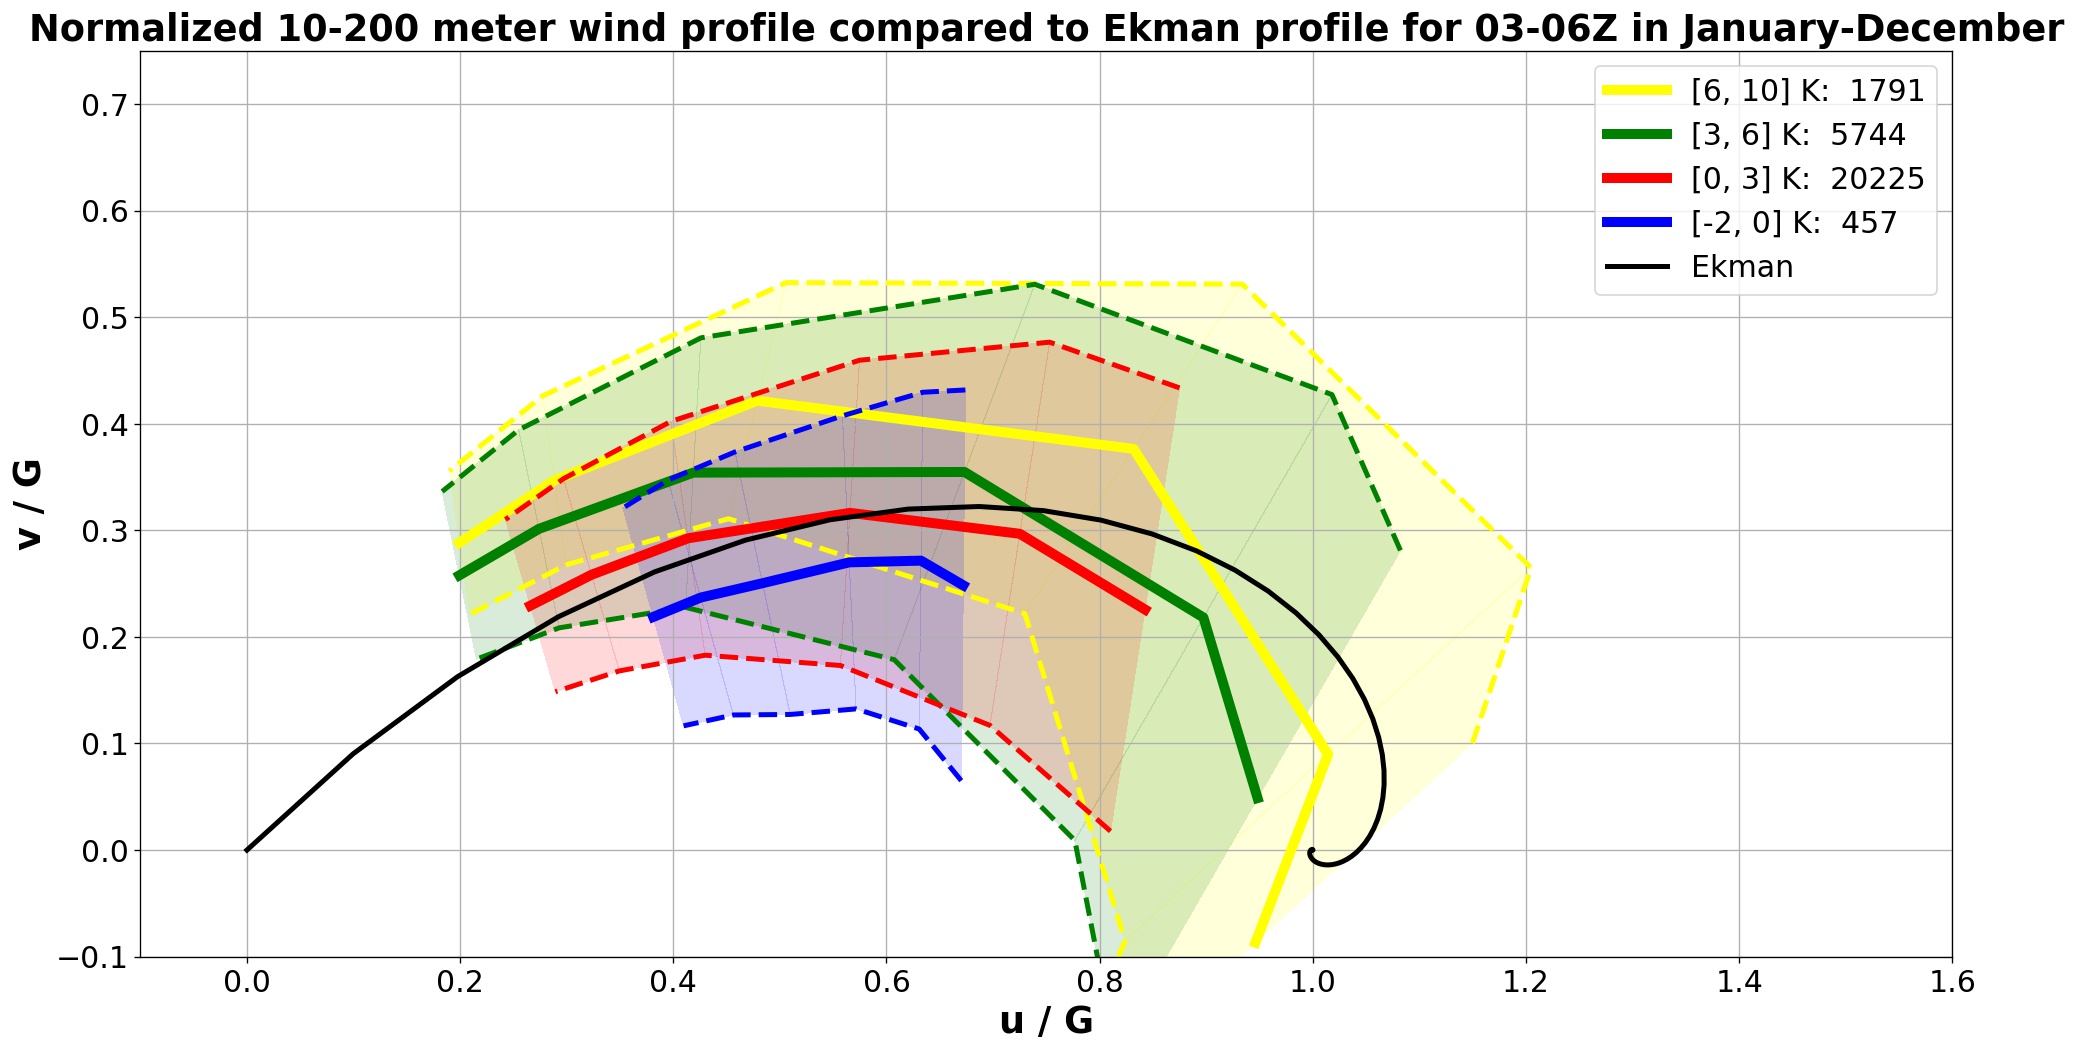 Normalized 10-200 meter wind profile compared to Ekman profile for 03-06Z in January-December
[6, 10] K:  1791
[3, 6] K:  5744
[0, 3] K:  20225
[-2, 0] K:  457
Ekman
v / G
0.7
0.6
0.5
0.4
0.3
0.2
0.1
0.0
−0.1
0.0 0.2 0.4 0.6 0.8 1.0 1.2 1.4 1.6
u / G